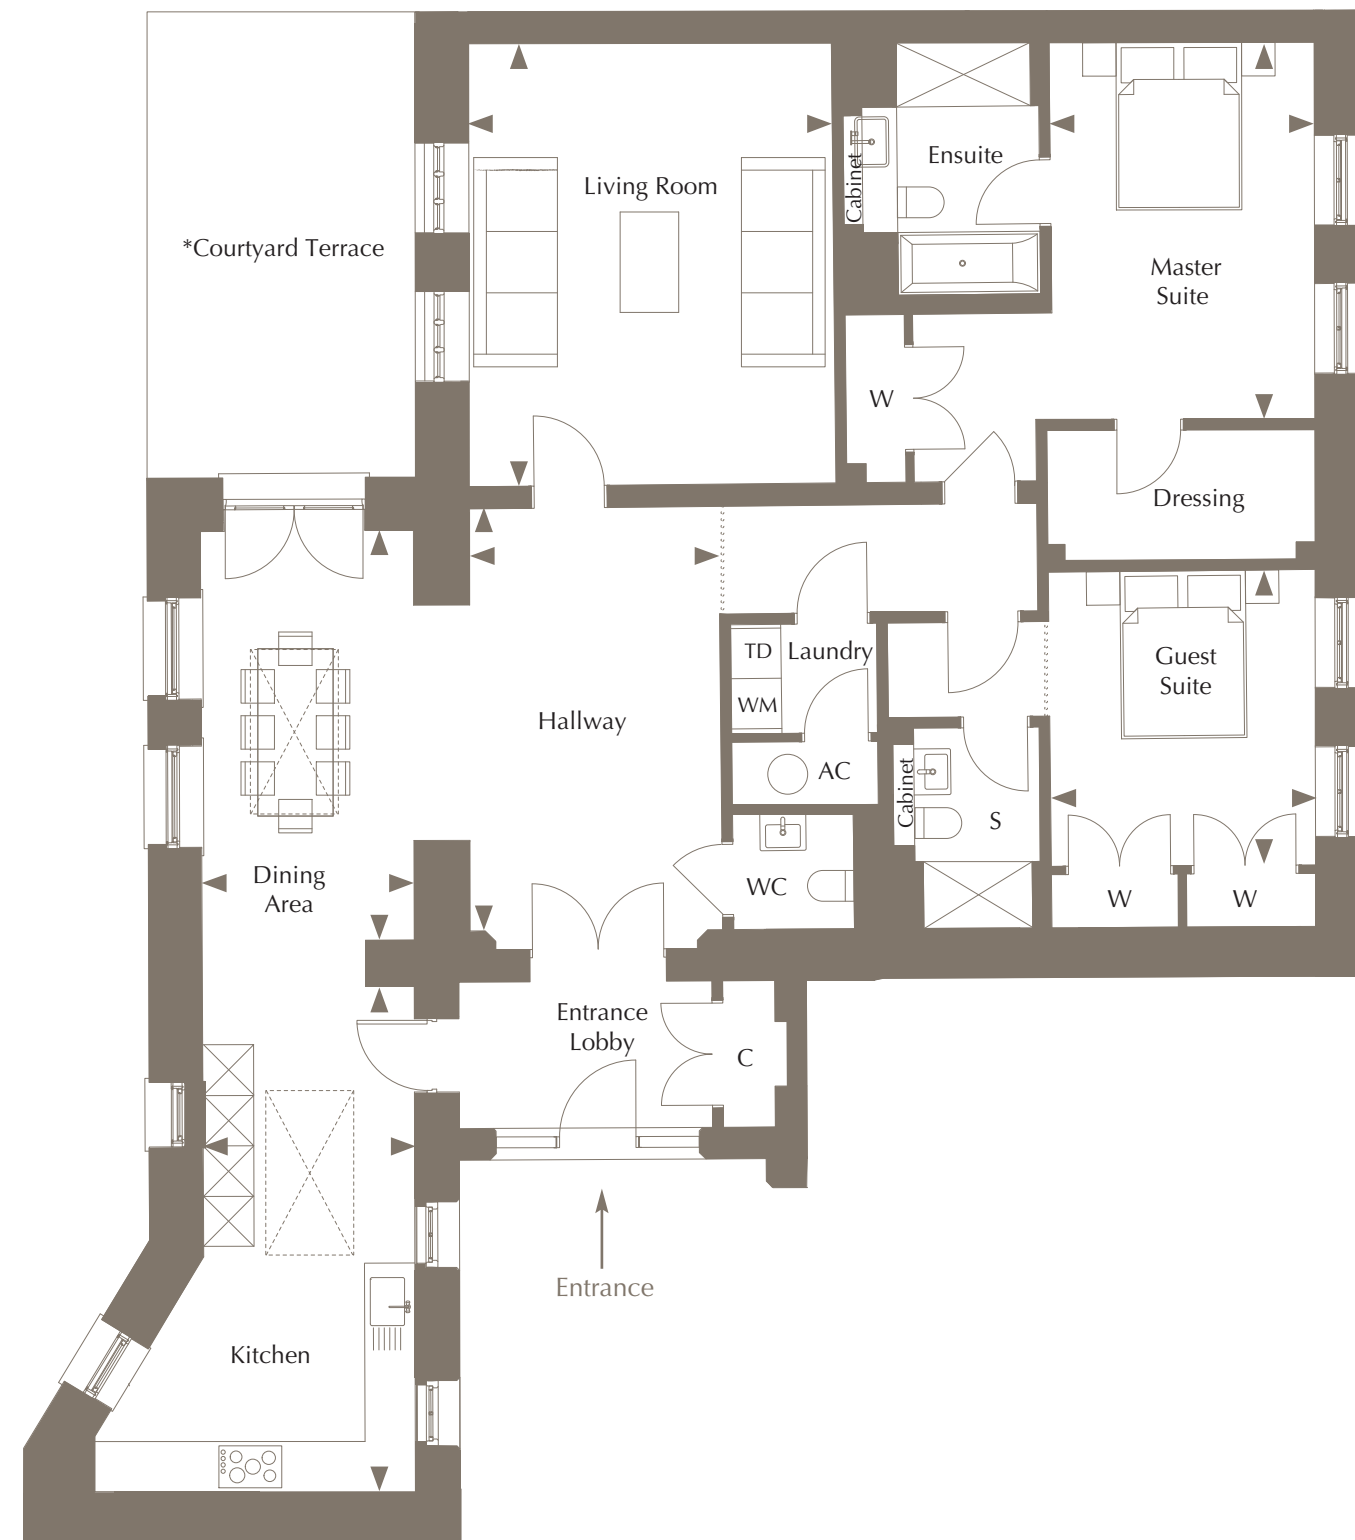 *Courtyard Terrace
Living Room
Cabinet
Ensuite
Master
Suite
W
Dressing
TD
Laundry
WM
AC
Hallway
Guest
Suite
Cabinet
S
WC
W
W
Dining
Area
Entrance
Lobby
C
Entrance
Kitchen